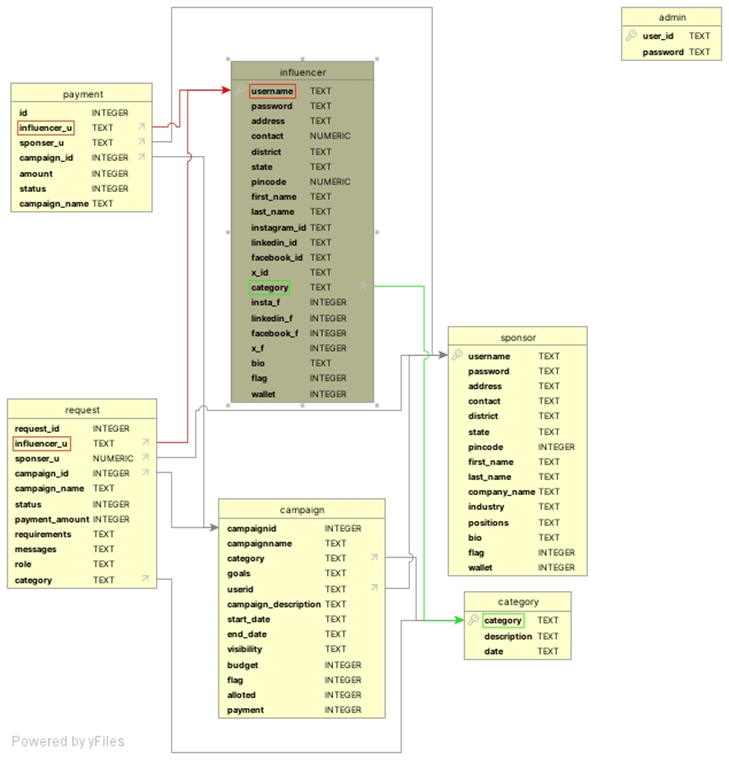 admin
user_id TEXT
password TEXT
influencer
username TEXT
password TEXT
address TEXT
contact NUMERIC
district TEXT
state TEXT
pincode NUMERIC
first_name TEXT
last_name TEXT
instagram_id TEXT
linkedin_id TEXT
facebook_id TEXT
x_id TEXT
category TEXT
insta_f INTEGER
linkedin_f INTEGER
facebook_f INTEGER
x_f INTEGER
bio TEXT
flag INTEGER
wallet INTEGER
payment
id INTEGER
influencer_u TEXT
sponser_u TEXT
campaign_id INTEGER
amount INTEGER
status INTEGER
campaign_name TEXT
sponsor
username TEXT
password TEXT
address TEXT
contact TEXT
district TEXT
state TEXT
pincode INTEGER
first_name TEXT
last_name TEXT
company_name TEXT
industry TEXT
positions TEXT
bio TEXT
flag INTEGER
wallet INTEGER
request
request_id INTEGER
influencer_u TEXT
sponser_u NUMERIC
campaign_id INTEGER
campaign_name TEXT
status INTEGER
payment_amount INTEGER
requirements TEXT
messages TEXT
role TEXT
category TEXT
campaign
campaignid INTEGER
campaignname TEXT
category TEXT
goals TEXT
userid TEXT
campaign_description TEXT
start_date TEXT
end_date TEXT
visibility TEXT
budget INTEGER
flag INTEGER
alloted INTEGER
payment INTEGER
category
category TEXT
description TEXT
date TEXT
Powered by yFiles